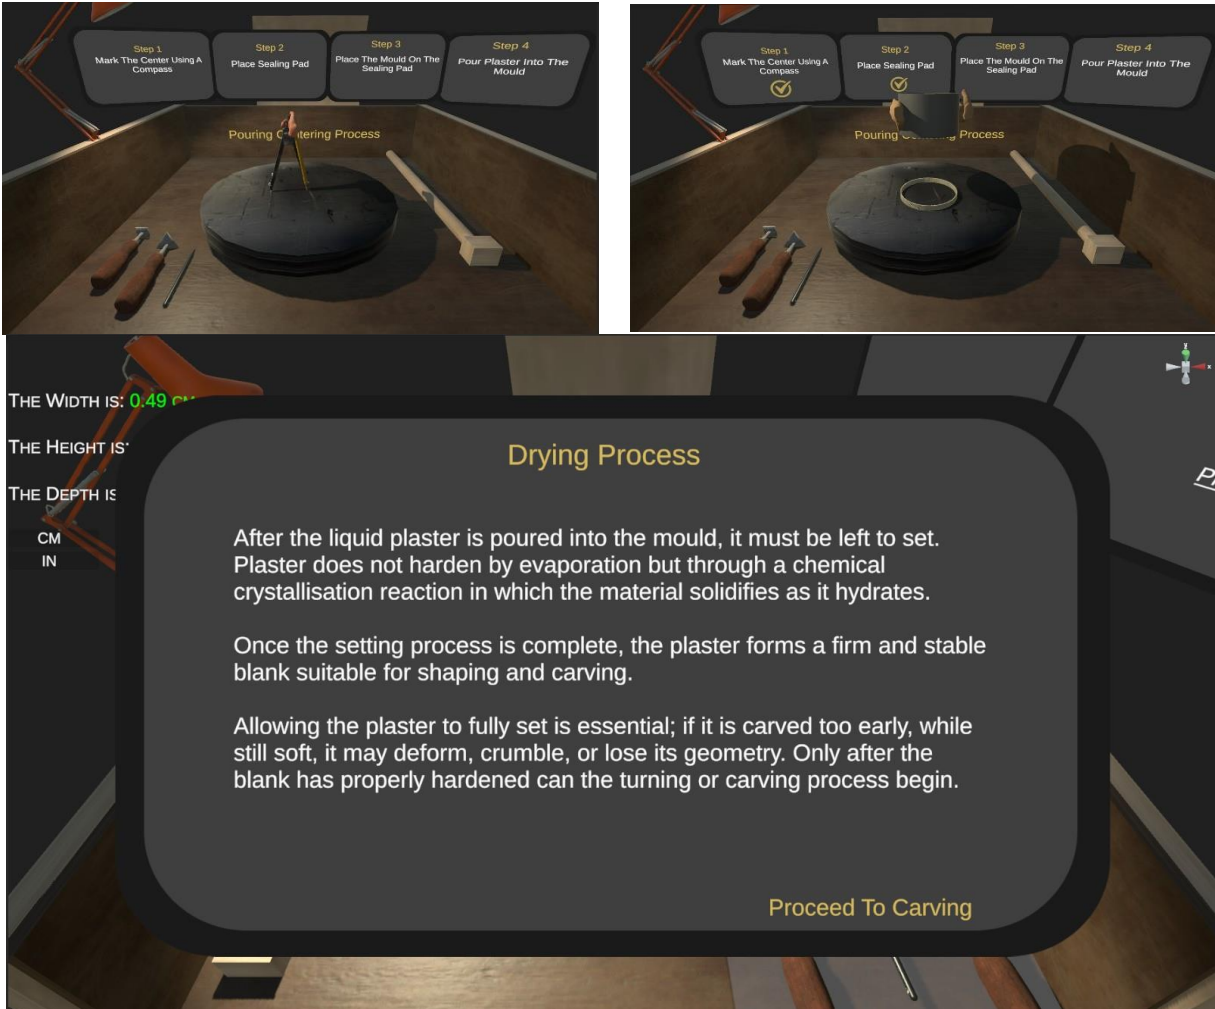 Step 1
Mark The Center Using A
Compass
Step 2
Place Sealing Pad
Step 3
Place The Mould On The
Sealing Pad
Step 4
Pour Plaster Into The
Mould
Pouring tering Process
Step 1
Mark The Center Using A
Compass
Step 2
Place Sealing Pad
Step 3
Place The Mould On The
Sealing Pad
Step 4
Pour Plaster Into The
Mould
Pouring Process
THE WIDTH IS: 0.49 CM
THE HEIGHT IS
THE DEPTH IS
CM
IN
Drying Process
After the liquid plaster is poured into the mould, it must be left to set.
Plaster does not harden by evaporation but through a chemical
crystallisation reaction in which the material solidifies as it hydrates.
Once the setting process is complete, the plaster forms a firm and stable
blank suitable for shaping and carving.
Allowing the plaster to fully set is essential; if it is carved too early, while
still soft, it may deform, crumble, or lose its geometry. Only after the
blank has properly hardened can the turning or carving process begin.
Proceed To Carving
y
x